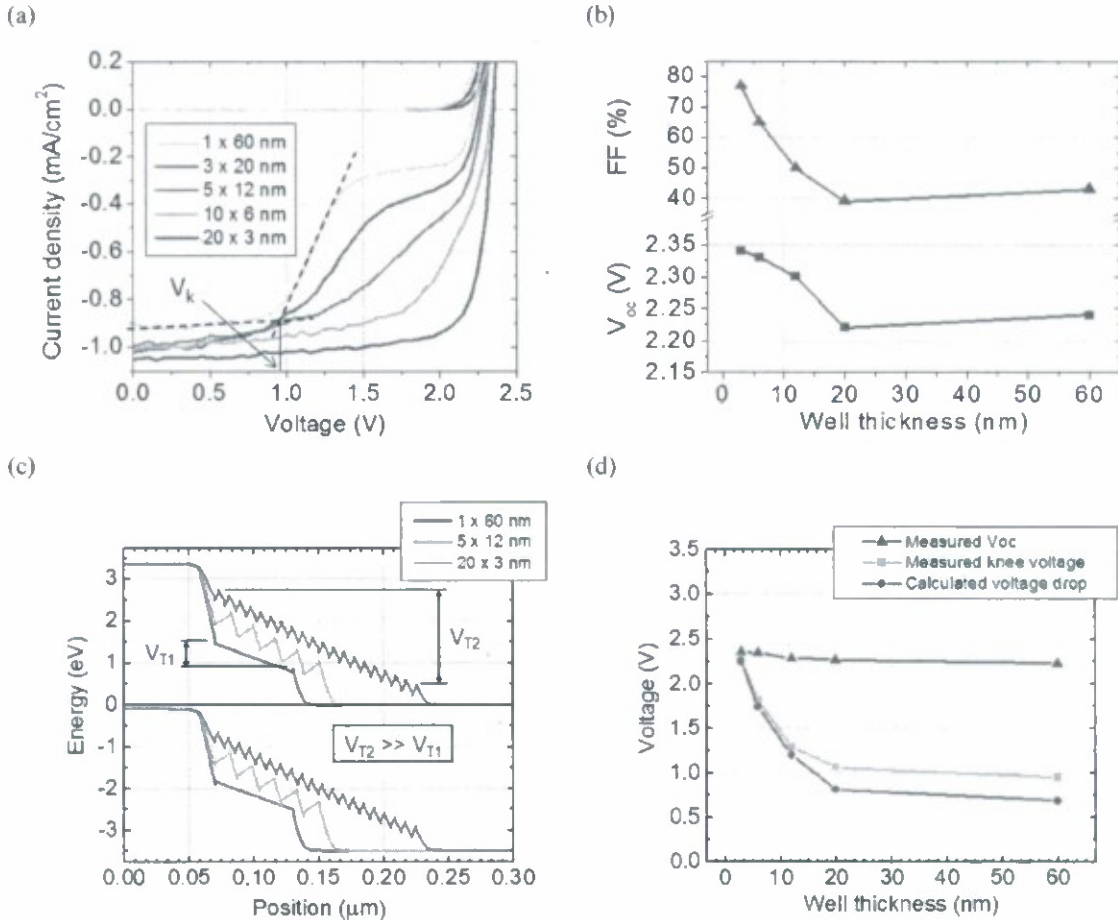 (a)
0.2
0.0
-0.2
-0.4
-0.6
-0.8
-1.0
Current density (mA/cm²)
1 x 60 nm
3 x 20 nm
5 x 12 nm
10 x 6 nm
20 x 3 nm
Vₖ
0.0 0.5 1.0 1.5 2.0 2.5
Voltage (V)
(b)
80
70
60
50
40
FF (%)
2.35
2.30
2.25
2.20
2.15
V_oc (V)
0 10 20 30 40 50 60
Well thickness (nm)
(c)
1 x 60 nm
5 x 12 nm
20 x 3 nm
3
2
1
0
-1
-2
-3
Energy (eV)
V_T1
V_T2
V_T2 >> V_T1
0.00 0.05 0.10 0.15 0.20 0.25 0.30
Position (μm)
(d)
Measured Voc
Measured knee voltage
Calculated voltage drop
3.5
3.0
2.5
2.0
1.5
1.0
0.5
0.0
Voltage (V)
0 10 20 30 40 50 60
Well thickness (nm)